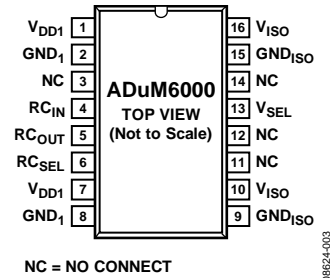 VDD1 1 16 VISO
GND1 2 15 GNDISO
NC 3 14 NC
RCIN 4 13 VSEL
RCOUT 5 12 NC
RCSEL 6 11 NC
VDD1 7 10 VISO
GND1 8 9 GNDISO
ADuM6000
TOP VIEW
(Not to Scale)
NC = NO CONNECT
08624-003